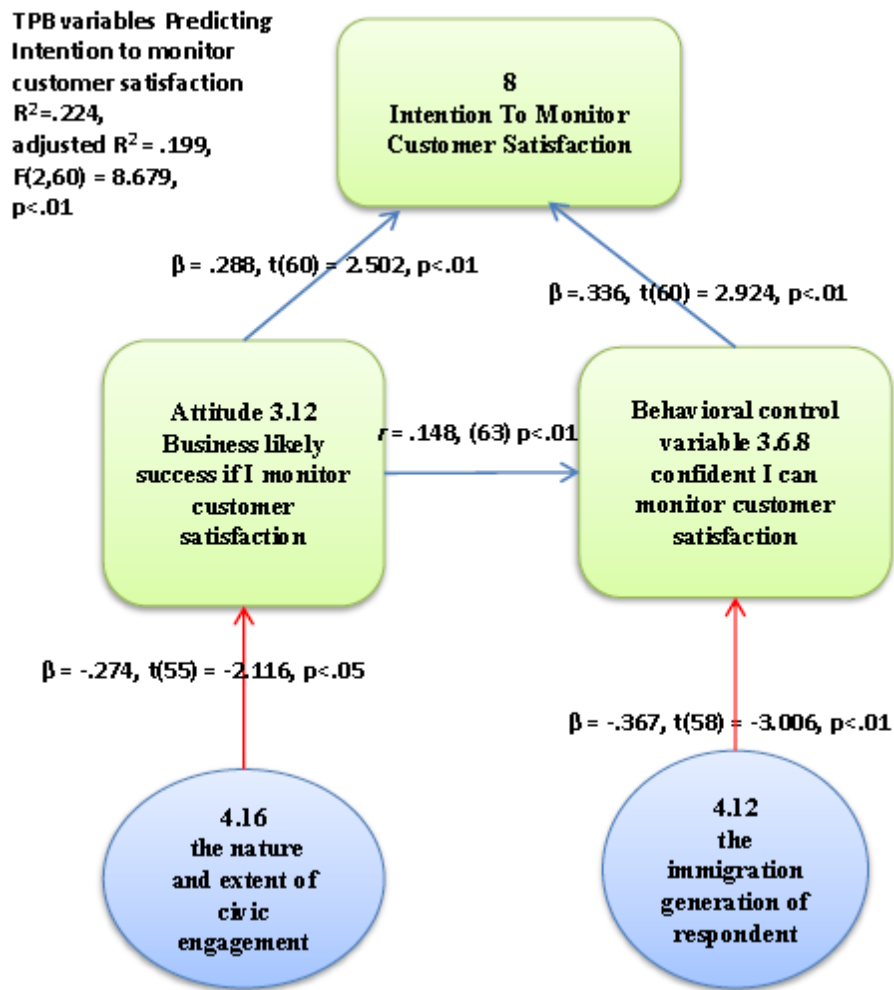 TPB variables Predicting
Intention to monitor
customer satisfaction
R²=.224,
adjusted R² = .199,
F(2,60) = 8.679,
p<.01
8
Intention To Monitor
Customer Satisfaction
β = .288, t(60) = 2.502, p<.01
β =.336, t(60) = 2.924, p<.01
Attitude 3.12
Business likely
success if I monitor
customer
satisfaction
r = .148, (63) p<.01
Behavioral control
variable 3.6.8
confident I can
monitor customer
satisfaction
β = -.274, t(55) = -2.116, p<.05
β = -.367, t(58) = -3.006, p<.01
4.16
the nature
and extent of
civic
engagement
4.12
the
immigration
generation of
respondent